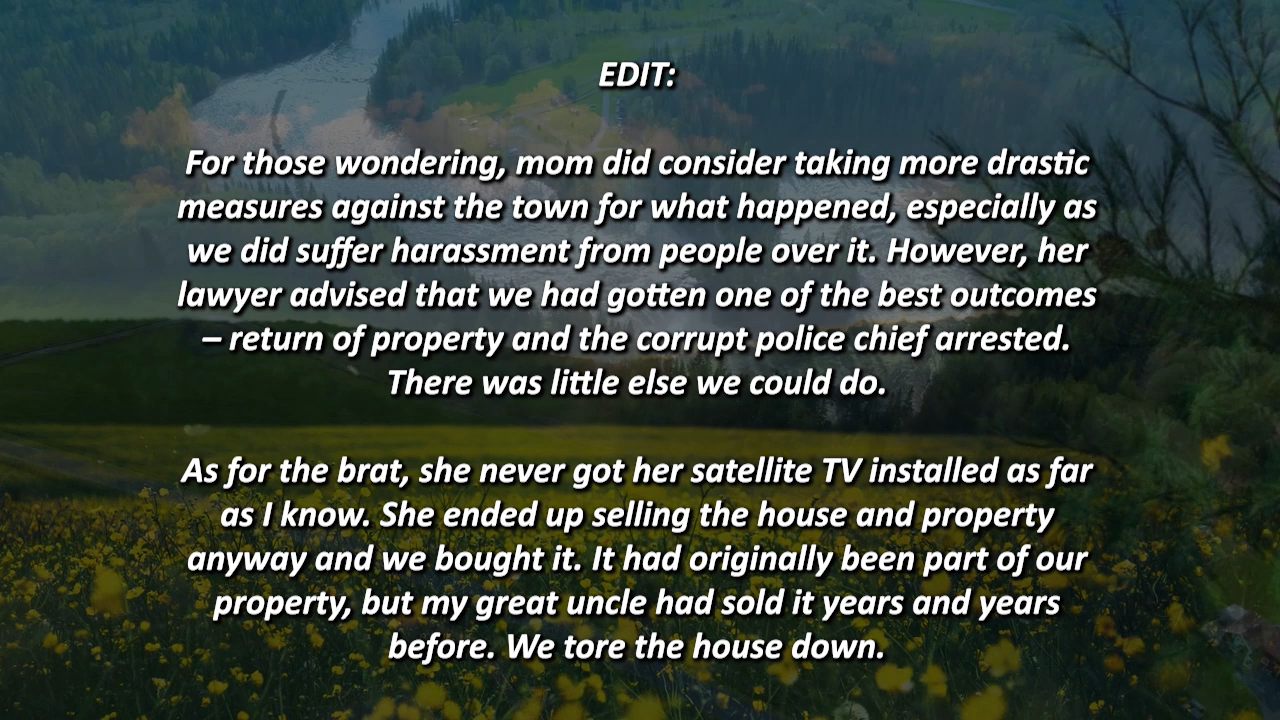 EDIT:
For those wondering, mom did consider taking more drastic
measures against the town for what happened, especially as
we did suffer harassment from people over it. However, her
lawyer advised that we had gotten one of the best outcomes
– return of property and the corrupt police chief arrested.
There was little else we could do.
As for the brat, she never got her satellite TV installed as far
as I know. She ended up selling the house and property
anyway and we bought it. It had originally been part of our
property, but my great uncle had sold it years and years
before. We tore the house down.